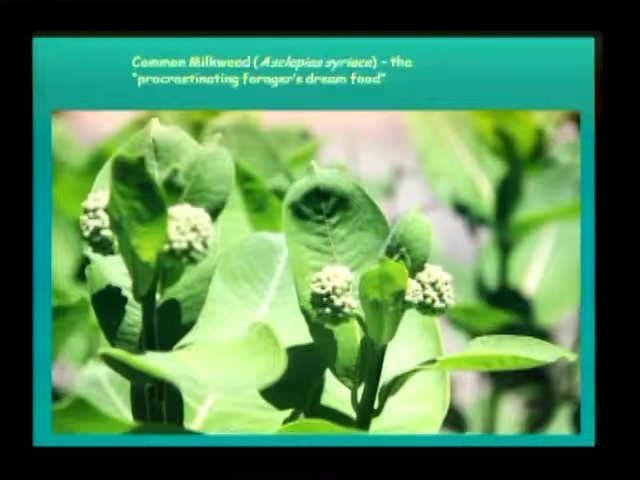 Common Milkweed (Asclepias syriaca) - the
"procrastinating forager's dream food"